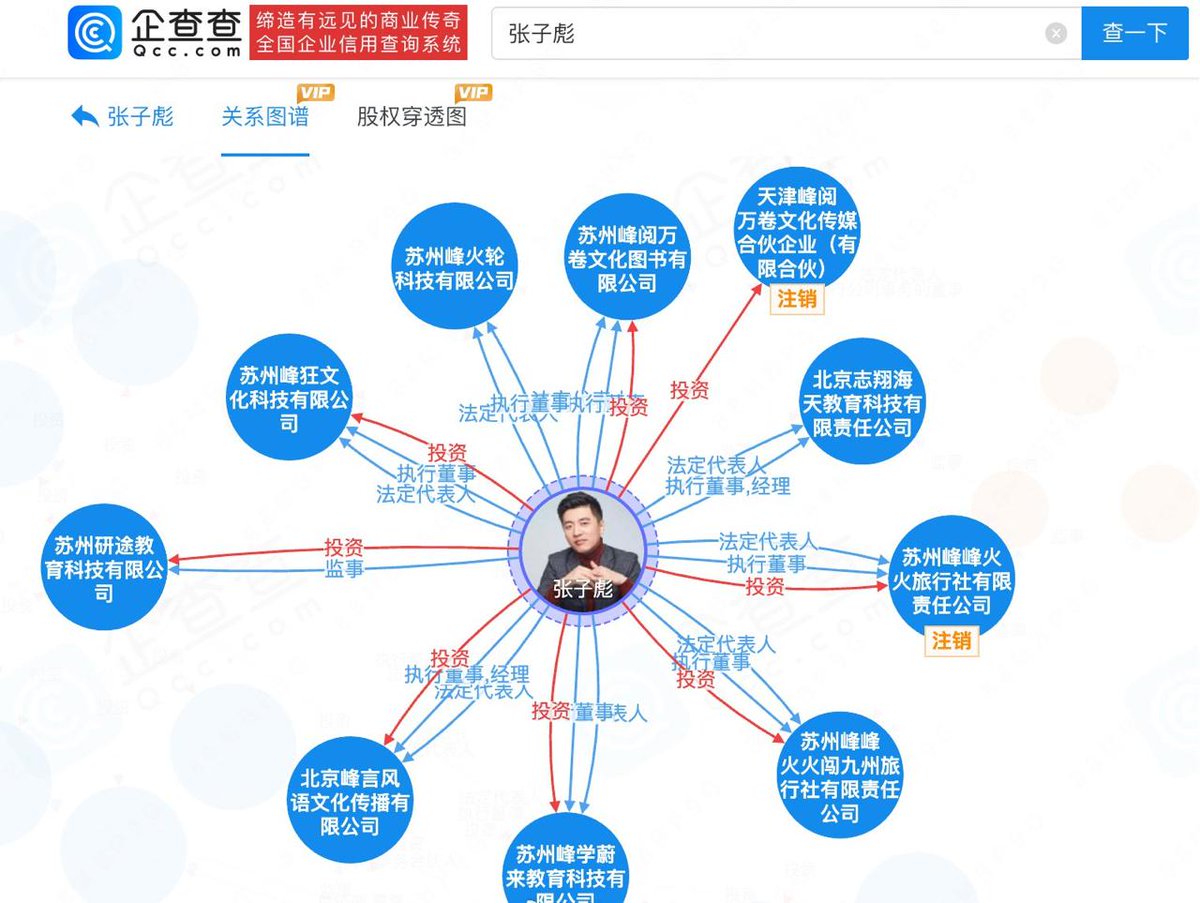 企查查
Qcc.com
缔造有远见的商业传奇
全国企业信用查询系统
张子彪
查一下
张子彪
关系图谱
VIP
股权穿透图
VIP
天津峰阅
万卷文化传媒
合伙企业（有
限合伙）
注销
苏州峰阅万
卷文化图书有
限公司
苏州峰火轮
科技有限公司
苏州峰狂文
化科技有限公
司
北京志翔海
天教育科技有
限责任公司
执行董事
法定代表人
投资
投资
投资
执行董事
法定代表人
法定代表人
执行董事,经理
苏州研途教
育科技有限公
司
投资
监事
张子彪
法定代表人
执行董事
投资
苏州峰峰火
火旅行社有限
责任公司
注销
投资
执行董事,经理
法定代表人
法定代表人
执行董事
投资
投资
董事
表人
北京峰言风
语文化传播有
限公司
苏州峰峰
火火闯九州旅
行社有限责任
公司
苏州峰学蔚
来教育科技有
限公司